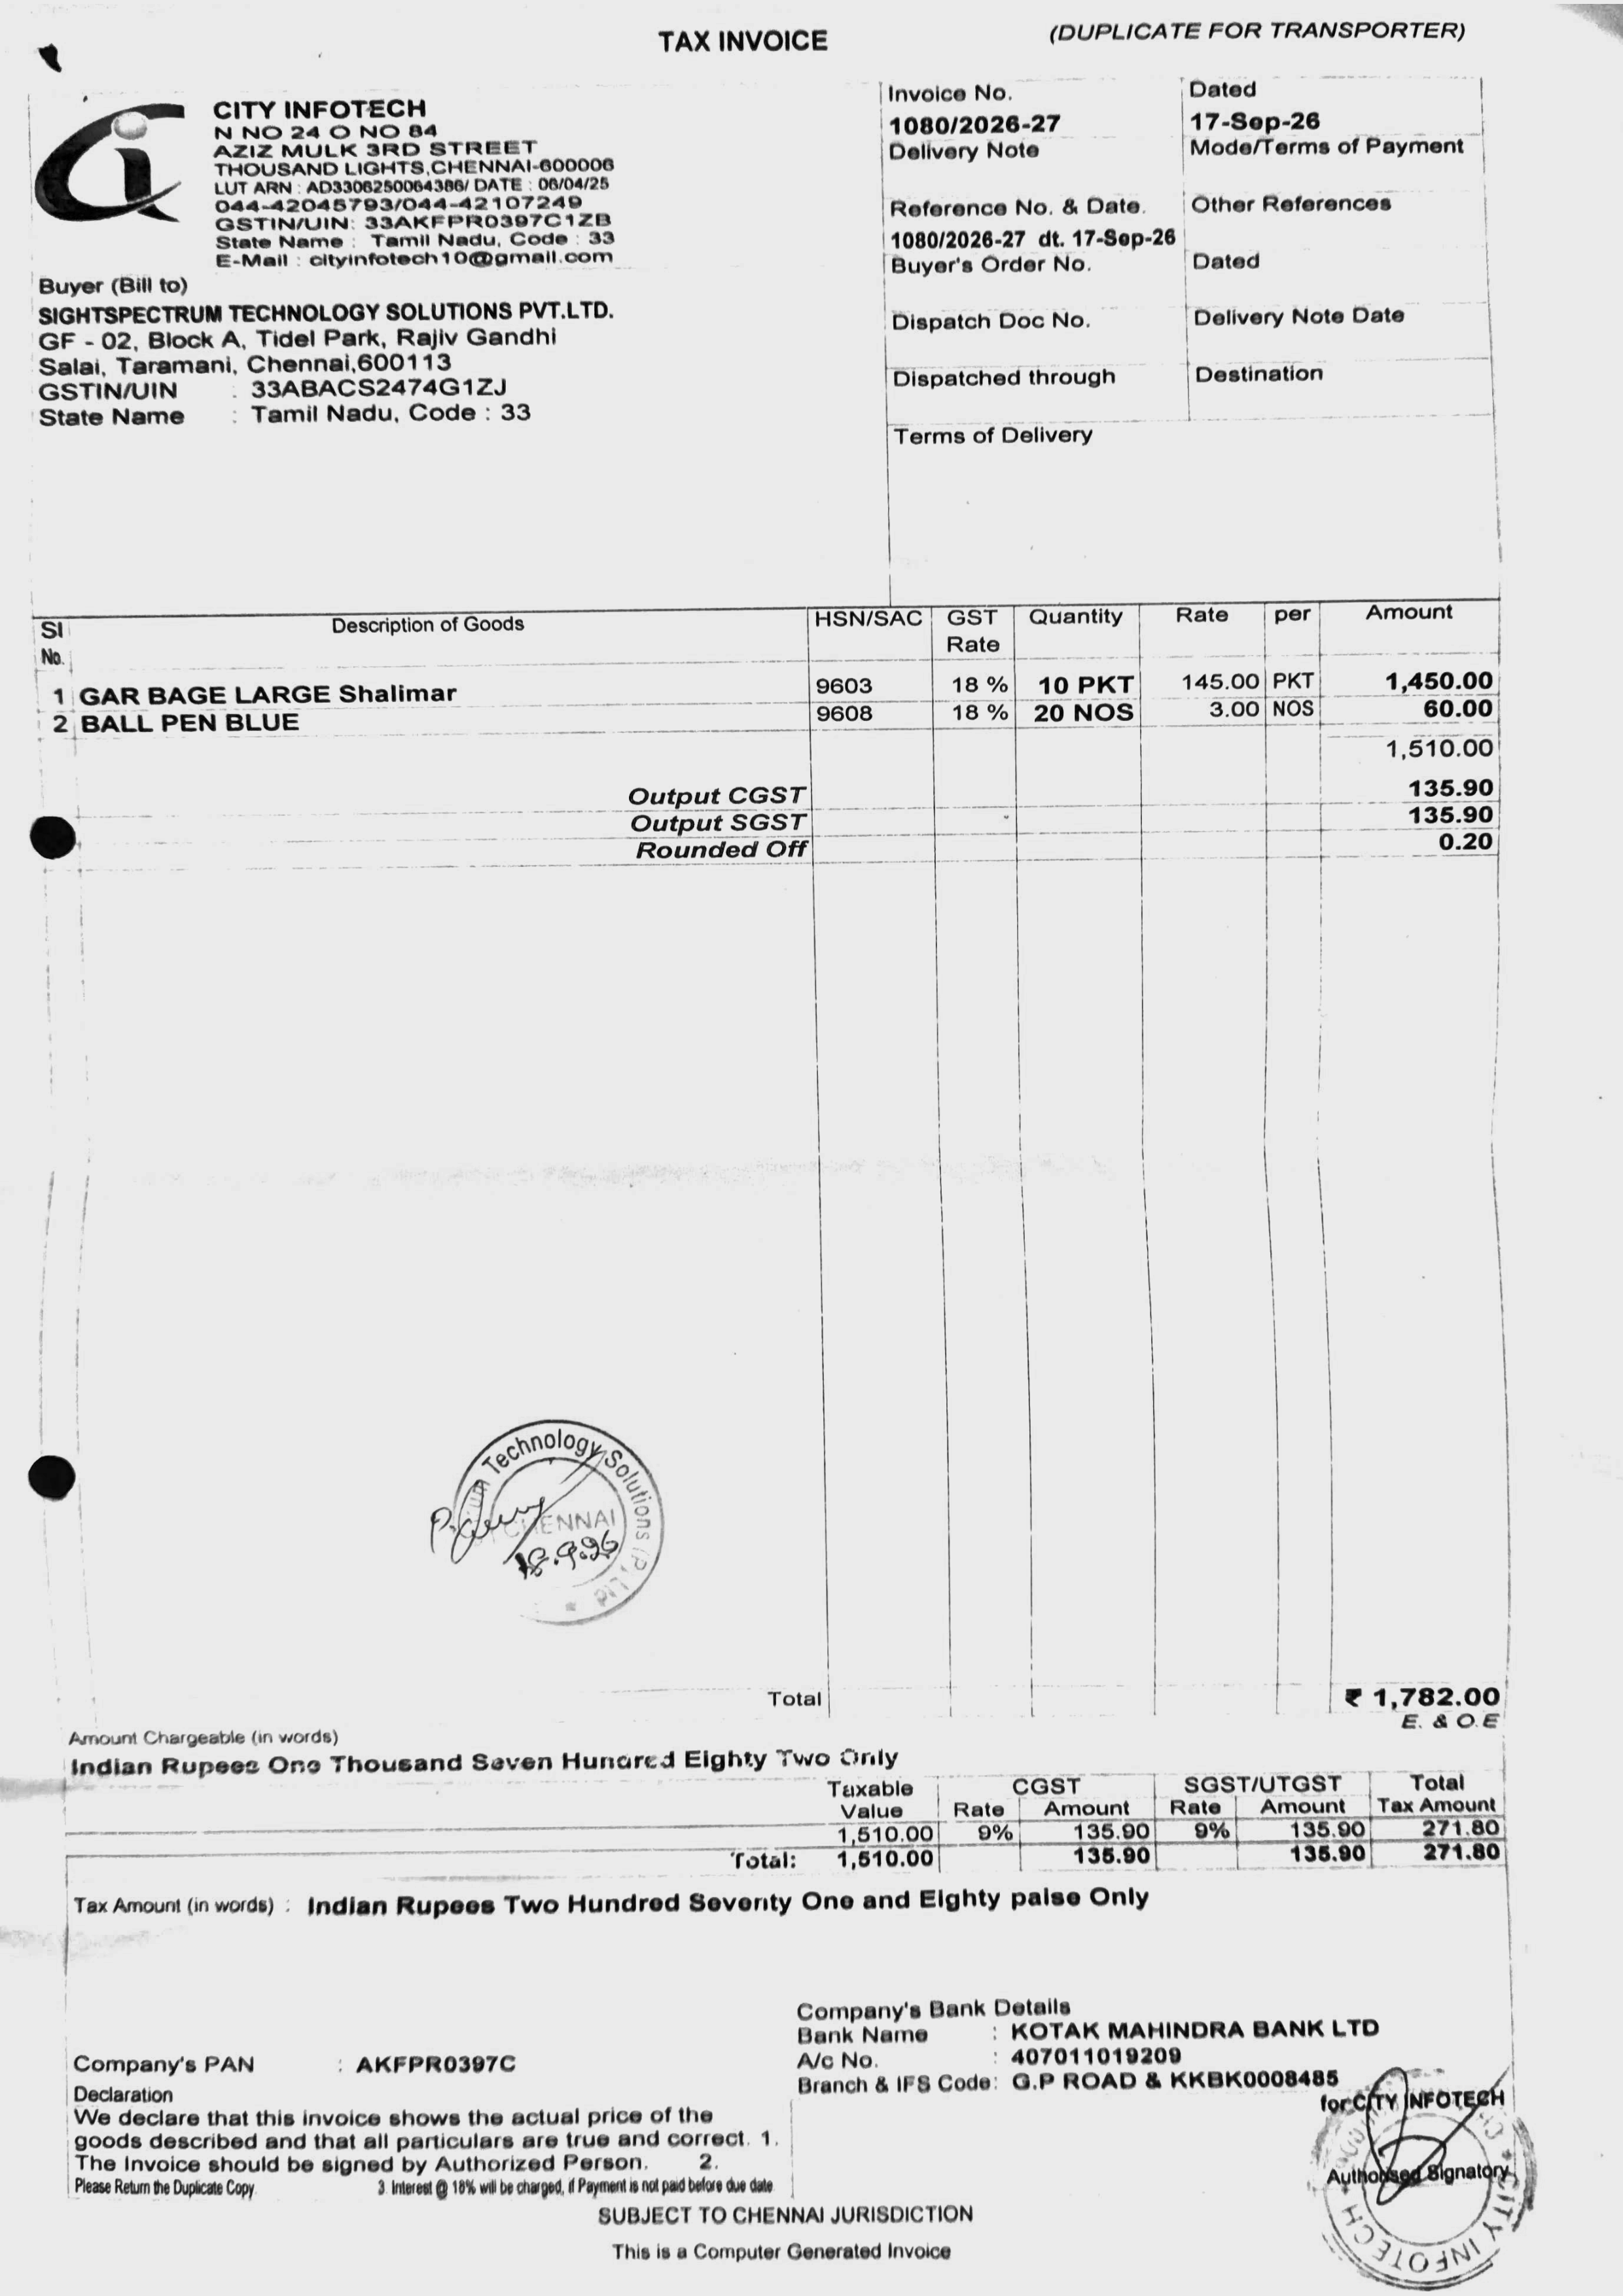 TAX INVOICE
(DUPLICATE FOR TRANSPORTER)
CITY INFOTECH
N NO 24 O NO 84
AZIZ MULK 3RD STREET
THOUSAND LIGHTS,CHENNAI-600006
LUT ARN : AD3306250064386/ DATE : 06/04/25
044-42045793/044-42107249
GSTIN/UIN: 33AKFPR0397C1ZB
State Name : Tamil Nadu, Code : 33
E-Mail : cityinfotech10@gmail.com
Invoice No.
1080/2026-27
Dated
17-Sep-26
Delivery Note
Mode/Terms of Payment
Reference No. & Date.
1080/2026-27 dt. 17-Sep-26
Other References
Buyer's Order No.
Dated
Dispatch Doc No.
Delivery Note Date
Dispatched through
Destination
Terms of Delivery
Buyer (Bill to)
SIGHTSPECTRUM TECHNOLOGY SOLUTIONS PVT.LTD.
GF - 02, Block A, Tidel Park, Rajiv Gandhi
Salai, Taramani, Chennai,600113
GSTIN/UIN : 33ABACS2474G1ZJ
State Name : Tamil Nadu, Code : 33
Sl No. Description of Goods HSN/SAC GST Rate Quantity Rate per Amount
1 GAR BAGE LARGE Shalimar 9603 18 % 10 PKT 145.00 PKT 1,450.00
2 BALL PEN BLUE 9608 18 % 20 NOS 3.00 NOS 60.00
1,510.00
Output CGST 135.90
Output SGST 135.90
Rounded Off 0.20
Technology Solutions (P) Ltd *
CHENNAI
18.9.26
Total ₹ 1,782.00
E. & O.E
Amount Chargeable (in words)
Indian Rupees One Thousand Seven Hundred Eighty Two Only
Taxable Value CGST SGST/UTGST Total Tax Amount
Rate Amount Rate Amount
1,510.00 9% 135.90 9% 135.90 271.80
Total: 1,510.00 135.90 135.90 271.80
Tax Amount (in words) : Indian Rupees Two Hundred Seventy One and Eighty paise Only
Company's Bank Details
Bank Name : KOTAK MAHINDRA BANK LTD
A/c No. : 407011019209
Branch & IFS Code: G.P ROAD & KKBK0008485
Company's PAN : AKFPR0397C
Declaration
We declare that this invoice shows the actual price of the
goods described and that all particulars are true and correct. 1.
The Invoice should be signed by Authorized Person. 2.
Please Return the Duplicate Copy 3. Interest @ 18% will be charged, if Payment is not paid before due date
for CITY INFOTECH
Authorised Signatory
CITY INFOTECH
SUBJECT TO CHENNAI JURISDICTION
This is a Computer Generated Invoice